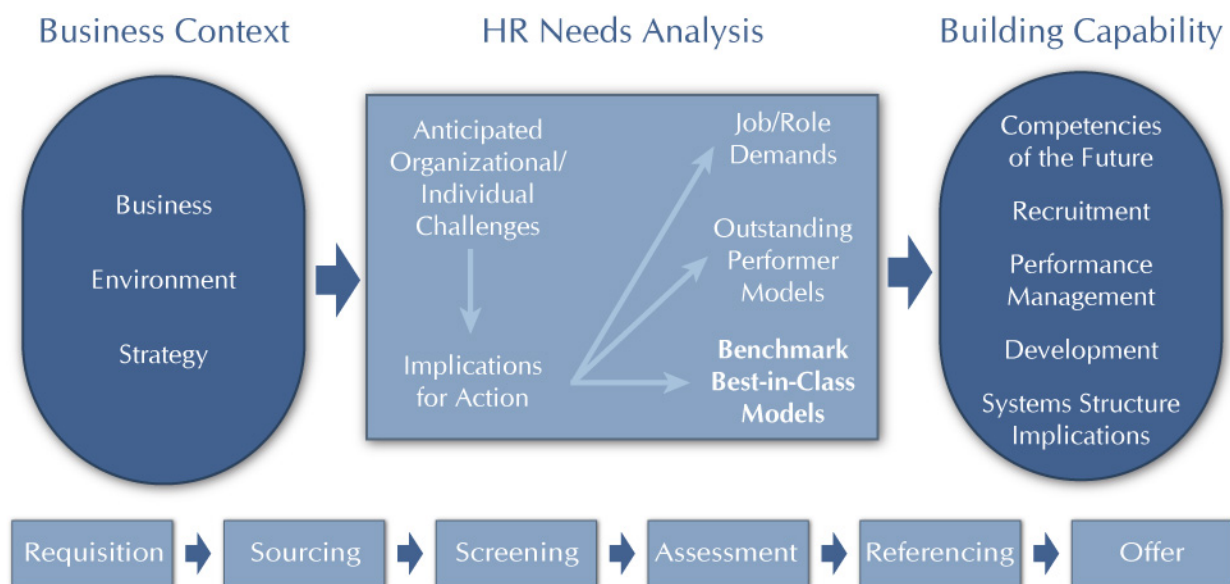 Business Context
HR Needs Analysis
Building Capability
Business
Environment
Strategy
Anticipated
Organizational/
Individual
Challenges
Implications
for Action
Job/Role
Demands
Outstanding
Performer
Models
Benchmark
Best-in-Class
Models
Competencies
of the Future
Recruitment
Performance
Management
Development
Systems Structure
Implications
Requisition
Sourcing
Screening
Assessment
Referencing
Offer